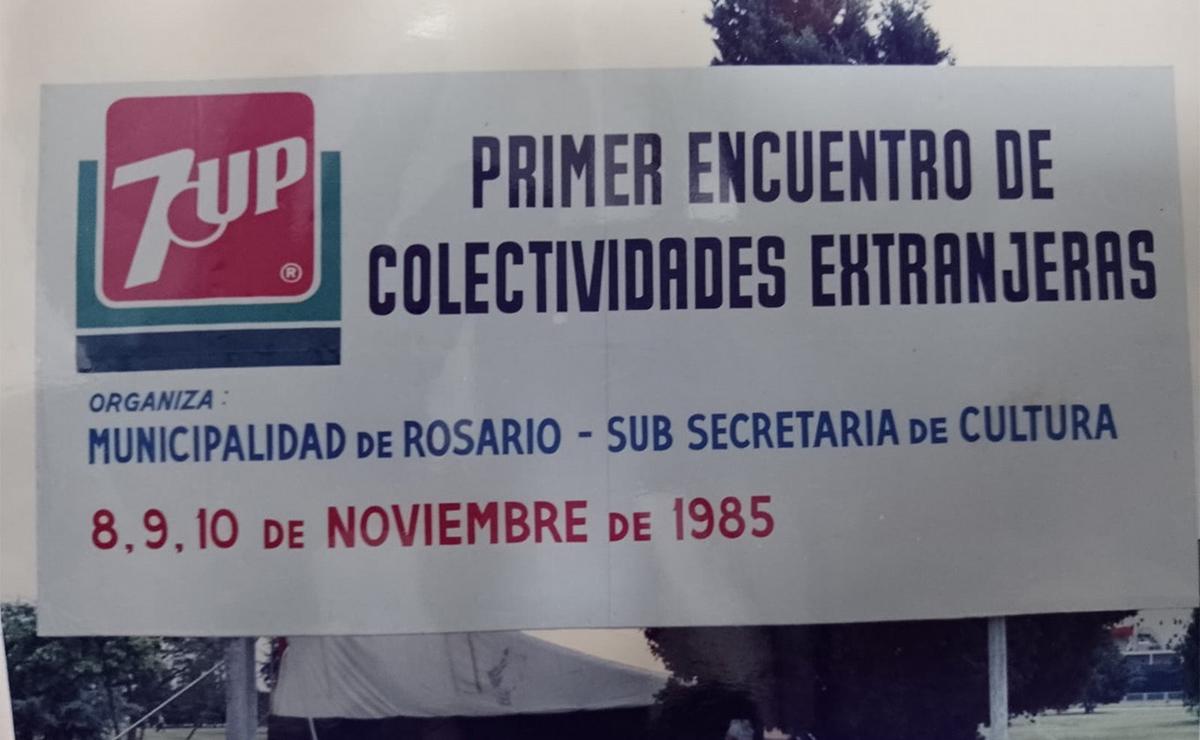 7UP
®
PRIMER ENCUENTRO DE
COLECTIVIDADES EXTRANJERAS
ORGANIZA:
MUNICIPALIDAD DE ROSARIO - SUB SECRETARIA DE CULTURA
8, 9, 10 DE NOVIEMBRE DE 1985